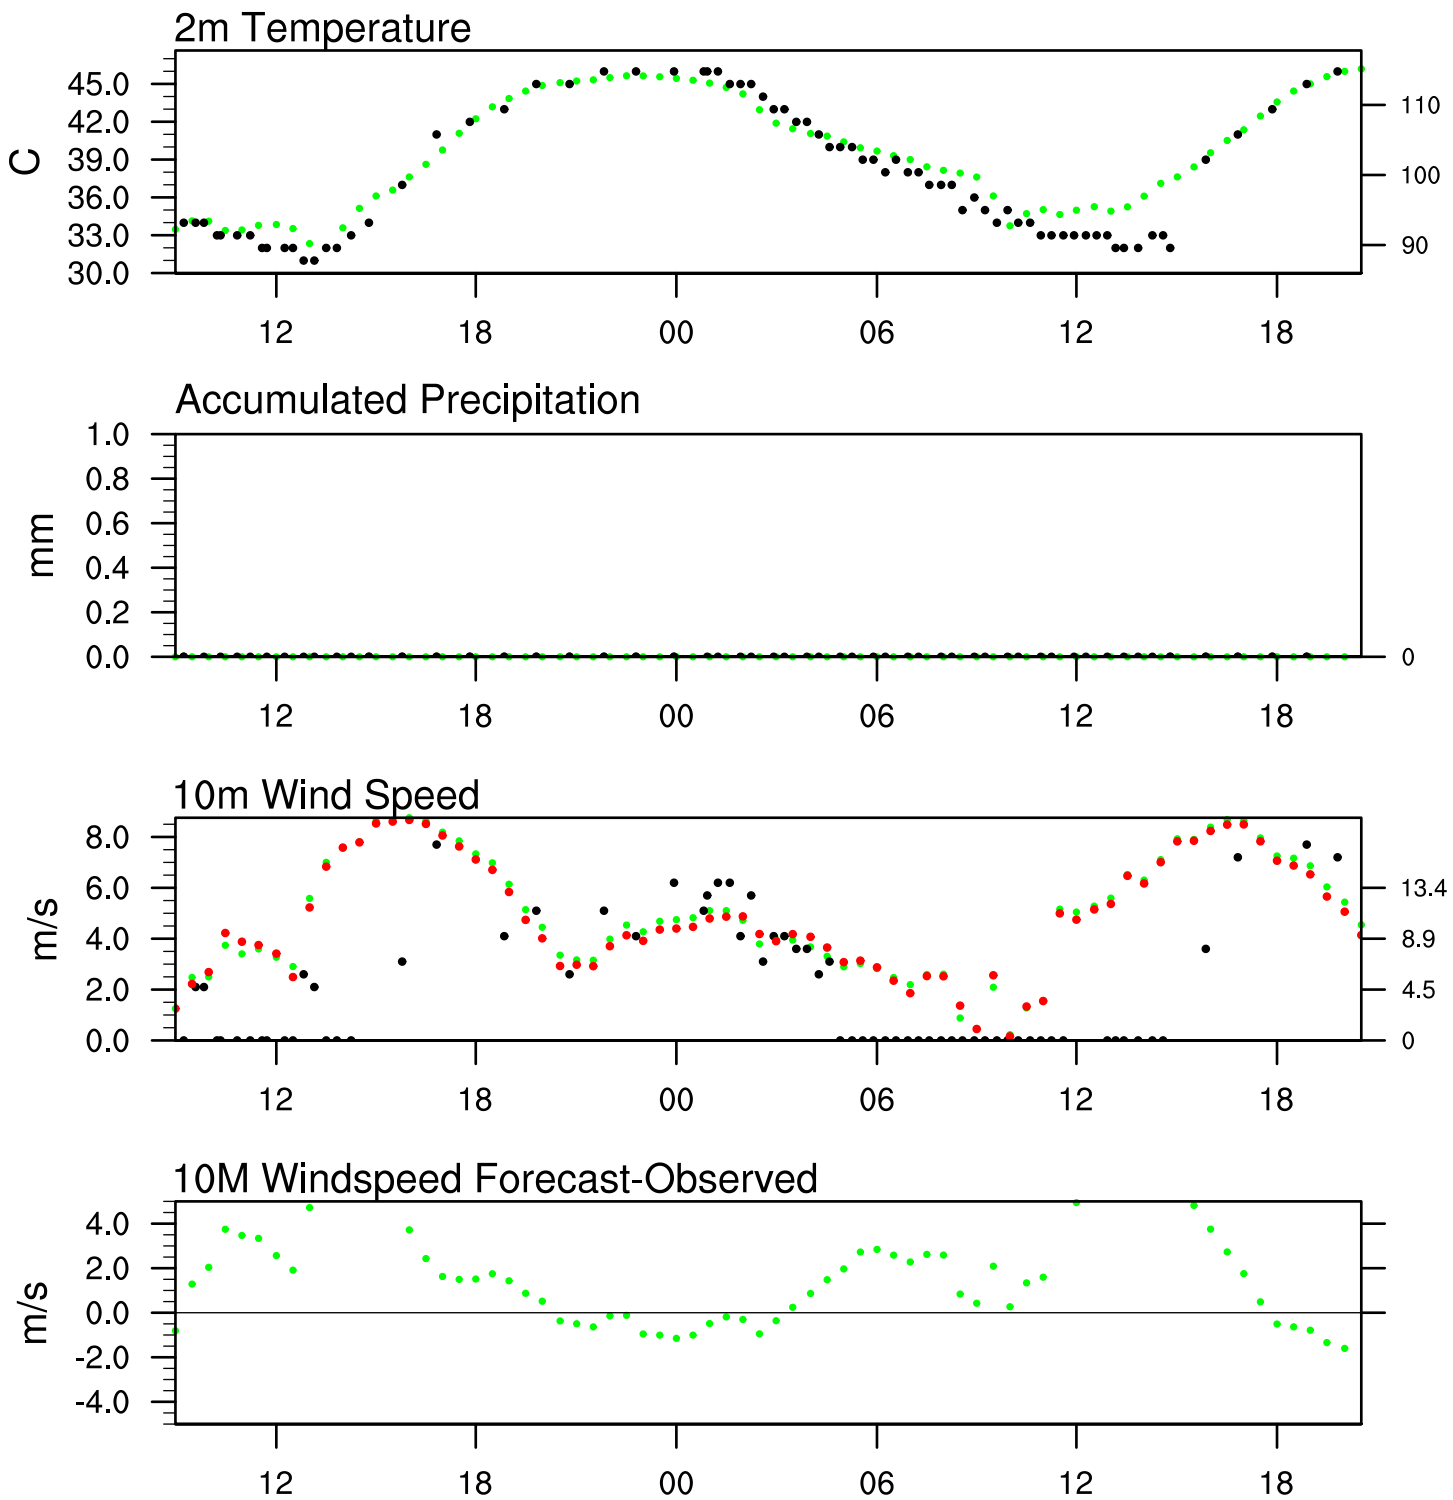 2m Temperature
45.0
42.0
39.0
36.0
33.0
30.0
C
110
100
90
12 18 00 06 12 18
Accumulated Precipitation
1.0
0.8
0.6
0.4
0.2
0.0
mm
0
12 18 00 06 12 18
10m Wind Speed
8.0
6.0
4.0
2.0
0.0
m/s
13.4
8.9
4.5
0
12 18 00 06 12 18
10M Windspeed Forecast-Observed
4.0
2.0
0.0
-2.0
-4.0
m/s
12 18 00 06 12 18